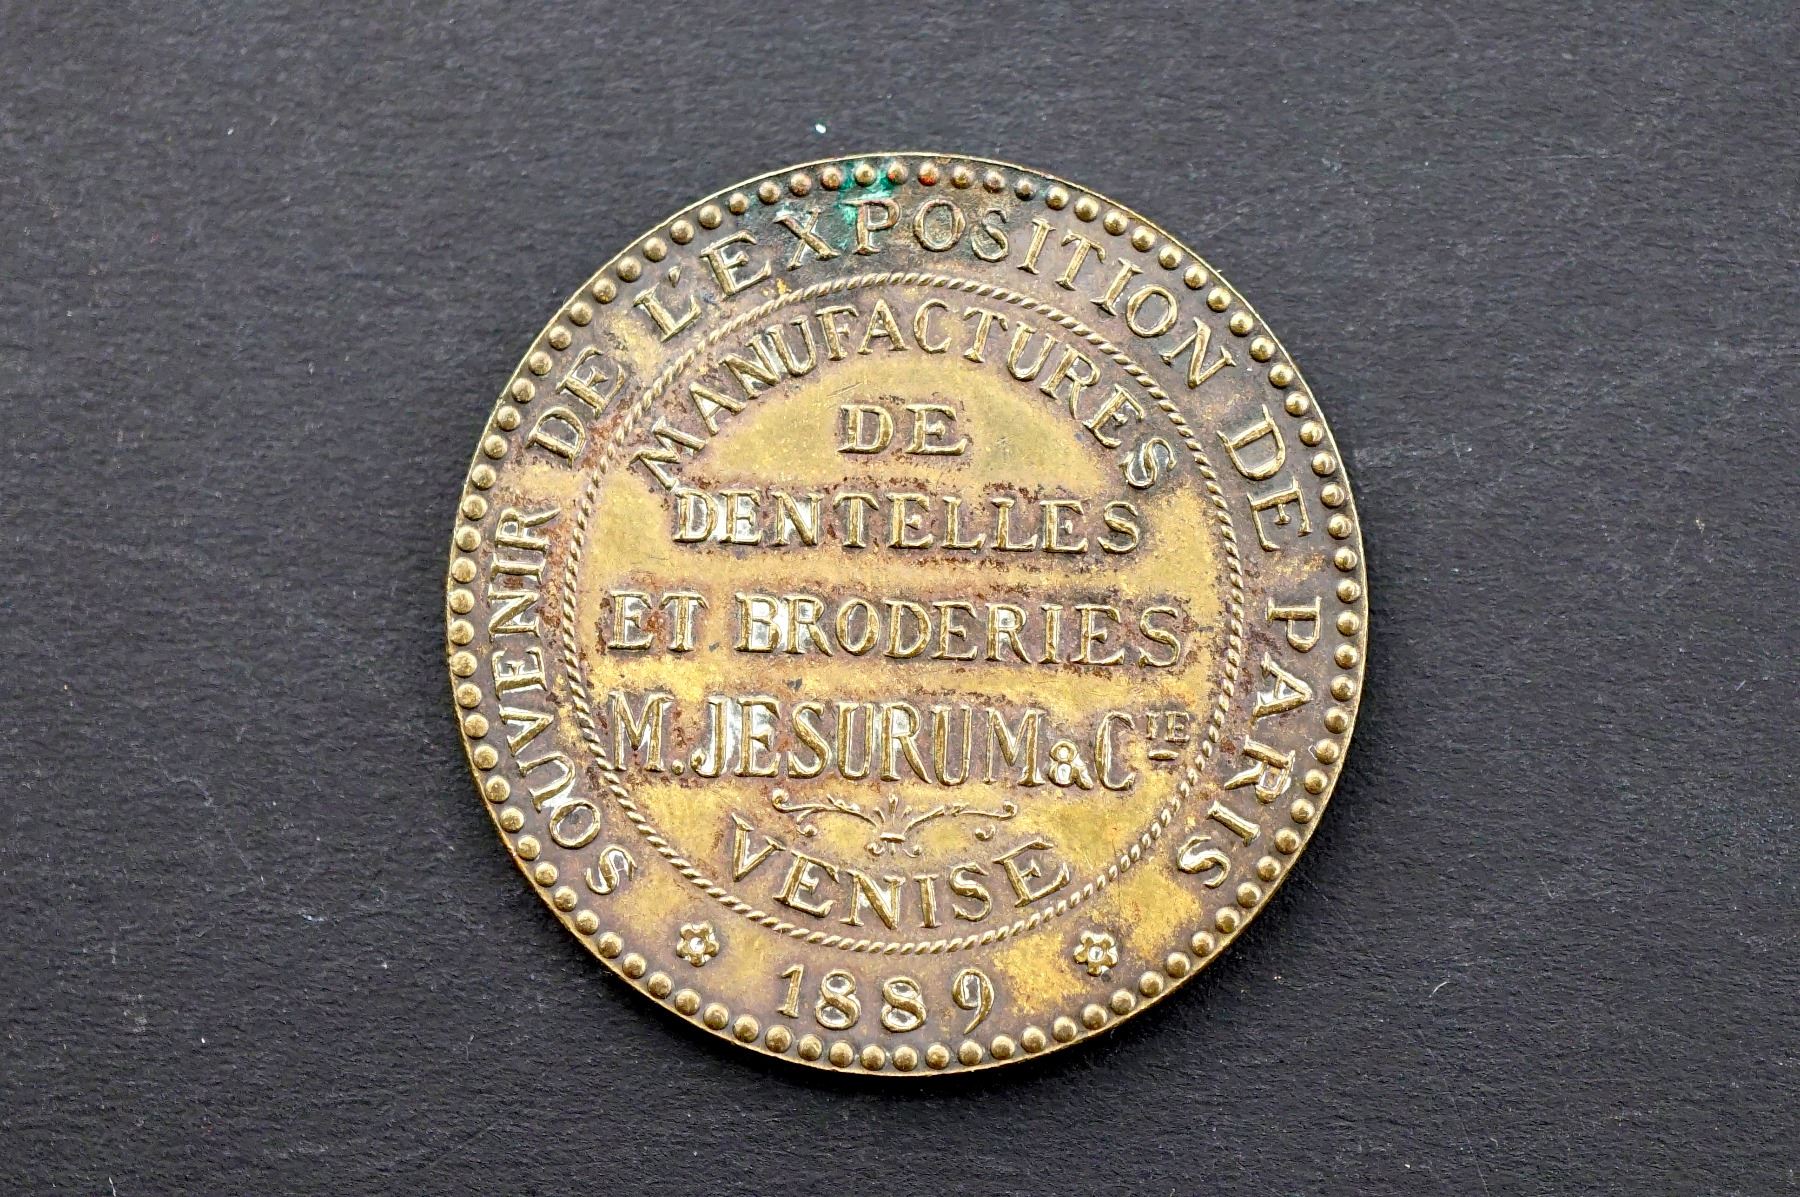 SOUVENIR DE L'EXPOSITION DE PARIS
1889
MANUFACTURES
DE
DENTELLES
ET BRODERIES
M. JESURUM & CIE
VENISE